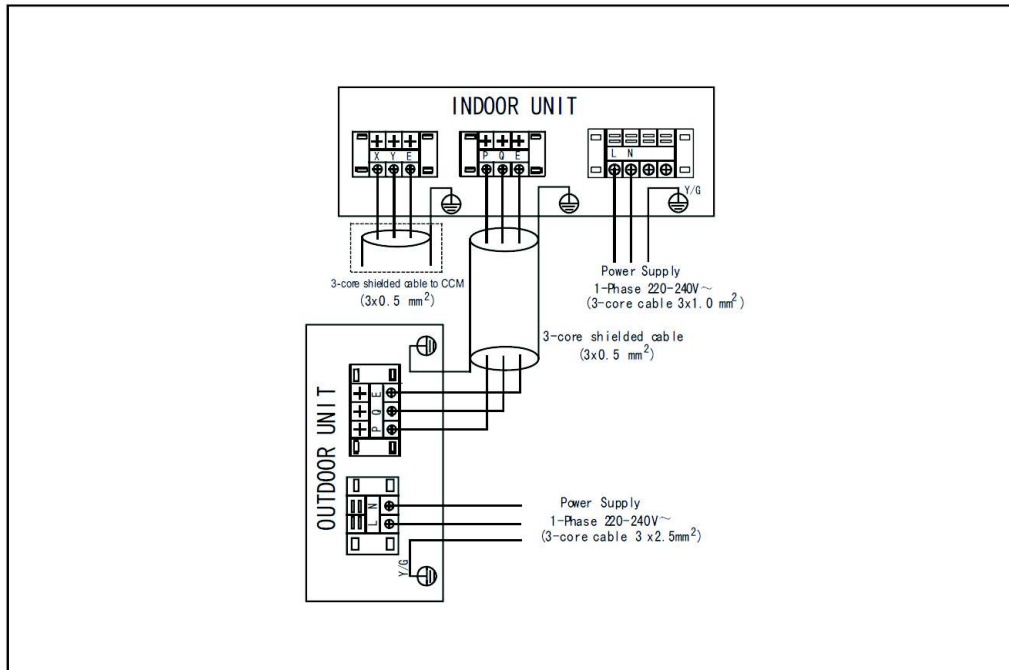 INDOOR UNIT
X Y E
P Q E
L N
Y/G
3-core shielded cable to CCM
(3x0.5 mm²)
Power Supply
1-Phase 220-240V～
(3-core cable 3x1.0 mm²)
3-core shielded cable
(3x0.5 mm²)
OUTDOOR UNIT
P Q E
L N
Y/G
Power Supply
1-Phase 220-240V～
(3-core cable 3 x2.5mm²)